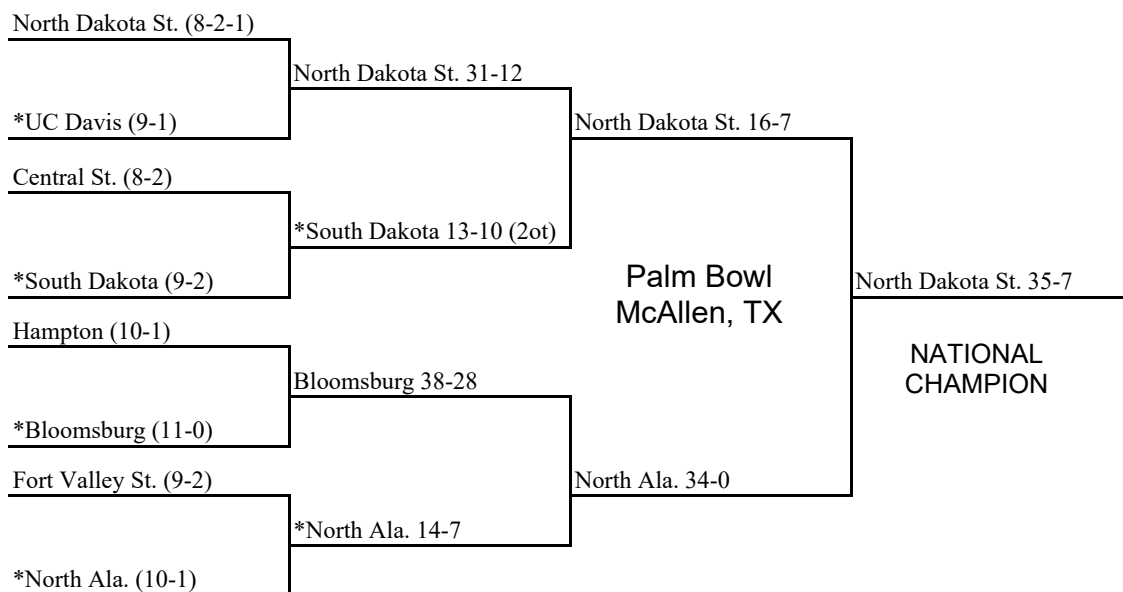 North Dakota St. (8-2-1)
North Dakota St. 31-12
*UC Davis (9-1)
North Dakota St. 16-7
Central St. (8-2)
*South Dakota 13-10 (2ot)
*South Dakota (9-2)
Palm Bowl
McAllen, TX
North Dakota St. 35-7
Hampton (10-1)
NATIONAL
CHAMPION
Bloomsburg 38-28
*Bloomsburg (11-0)
Fort Valley St. (9-2)
North Ala. 34-0
*North Ala. 14-7
*North Ala. (10-1)